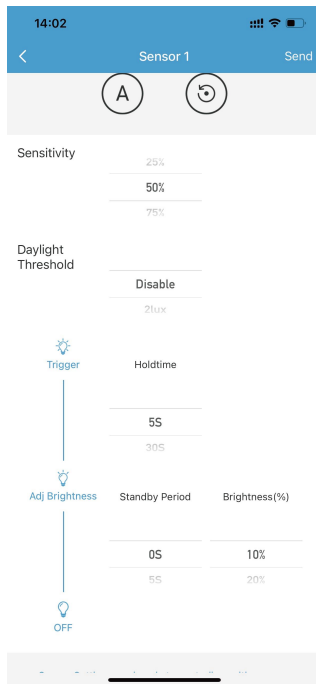 14:02
Sensor 1 Send
A
Sensitivity
25%
50%
75%
Daylight
Threshold
Disable
2lux
Trigger Holdtime
5S
30S
Adj Brightness Standby Period Brightness(%)
0S 10%
5S 20%
OFF